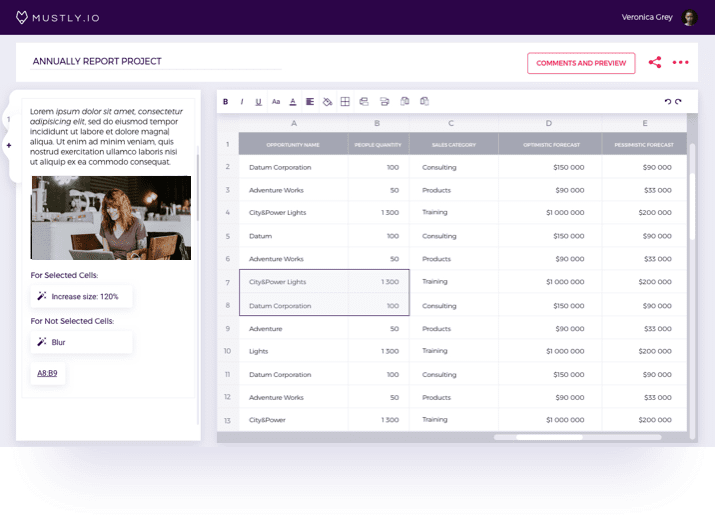 MUSTLY.IO
Veronica Grey
ANNUALLY REPORT PROJECT
COMMENTS AND PREVIEW
1
+
Lorem ipsum dolor sit amet, consectetur
adipisicing elit, sed do eiusmod tempor
incididunt ut labore et dolore magna
aliqua. Ut enim ad minim veniam, quis
nostrud exercitation ullamco laboris nisi
ut aliquip ex ea commodo consequat.
For Selected Cells:
Increase size: 120%
For Not Selected Cells:
Blur
A8:B9
B I U Aa A
A B C D E
1 OPPORTUNITY NAME PEOPLE QUANTITY SALES CATEGORY OPTIMISTIC FORECAST PESSIMISTIC FORECAST
2 Datum Corporation 100 Consulting $150 000 $90 000
3 Adventure Works 50 Products $90 000 $33 000
4 City&Power Lights 1 300 Training $1 000 000 $200 000
5 Datum 100 Consulting $150 000 $90 000
6 Adventure Works 50 Products $90 000 $33 000
7 City&Power Lights 1 300 Training $1 000 000 $200 000
8 Datum Corporation 100 Consulting $150 000 $90 000
9 Adventure 50 Products $90 000 $33 000
10 Lights 1 300 Training $1 000 000 $200 000
11 Datum Corporation 100 Consulting $150 000 $90 000
12 Adventure Works 50 Products $90 000 $33 000
13 City&Power 1 300 Training $1 000 000 $200 000